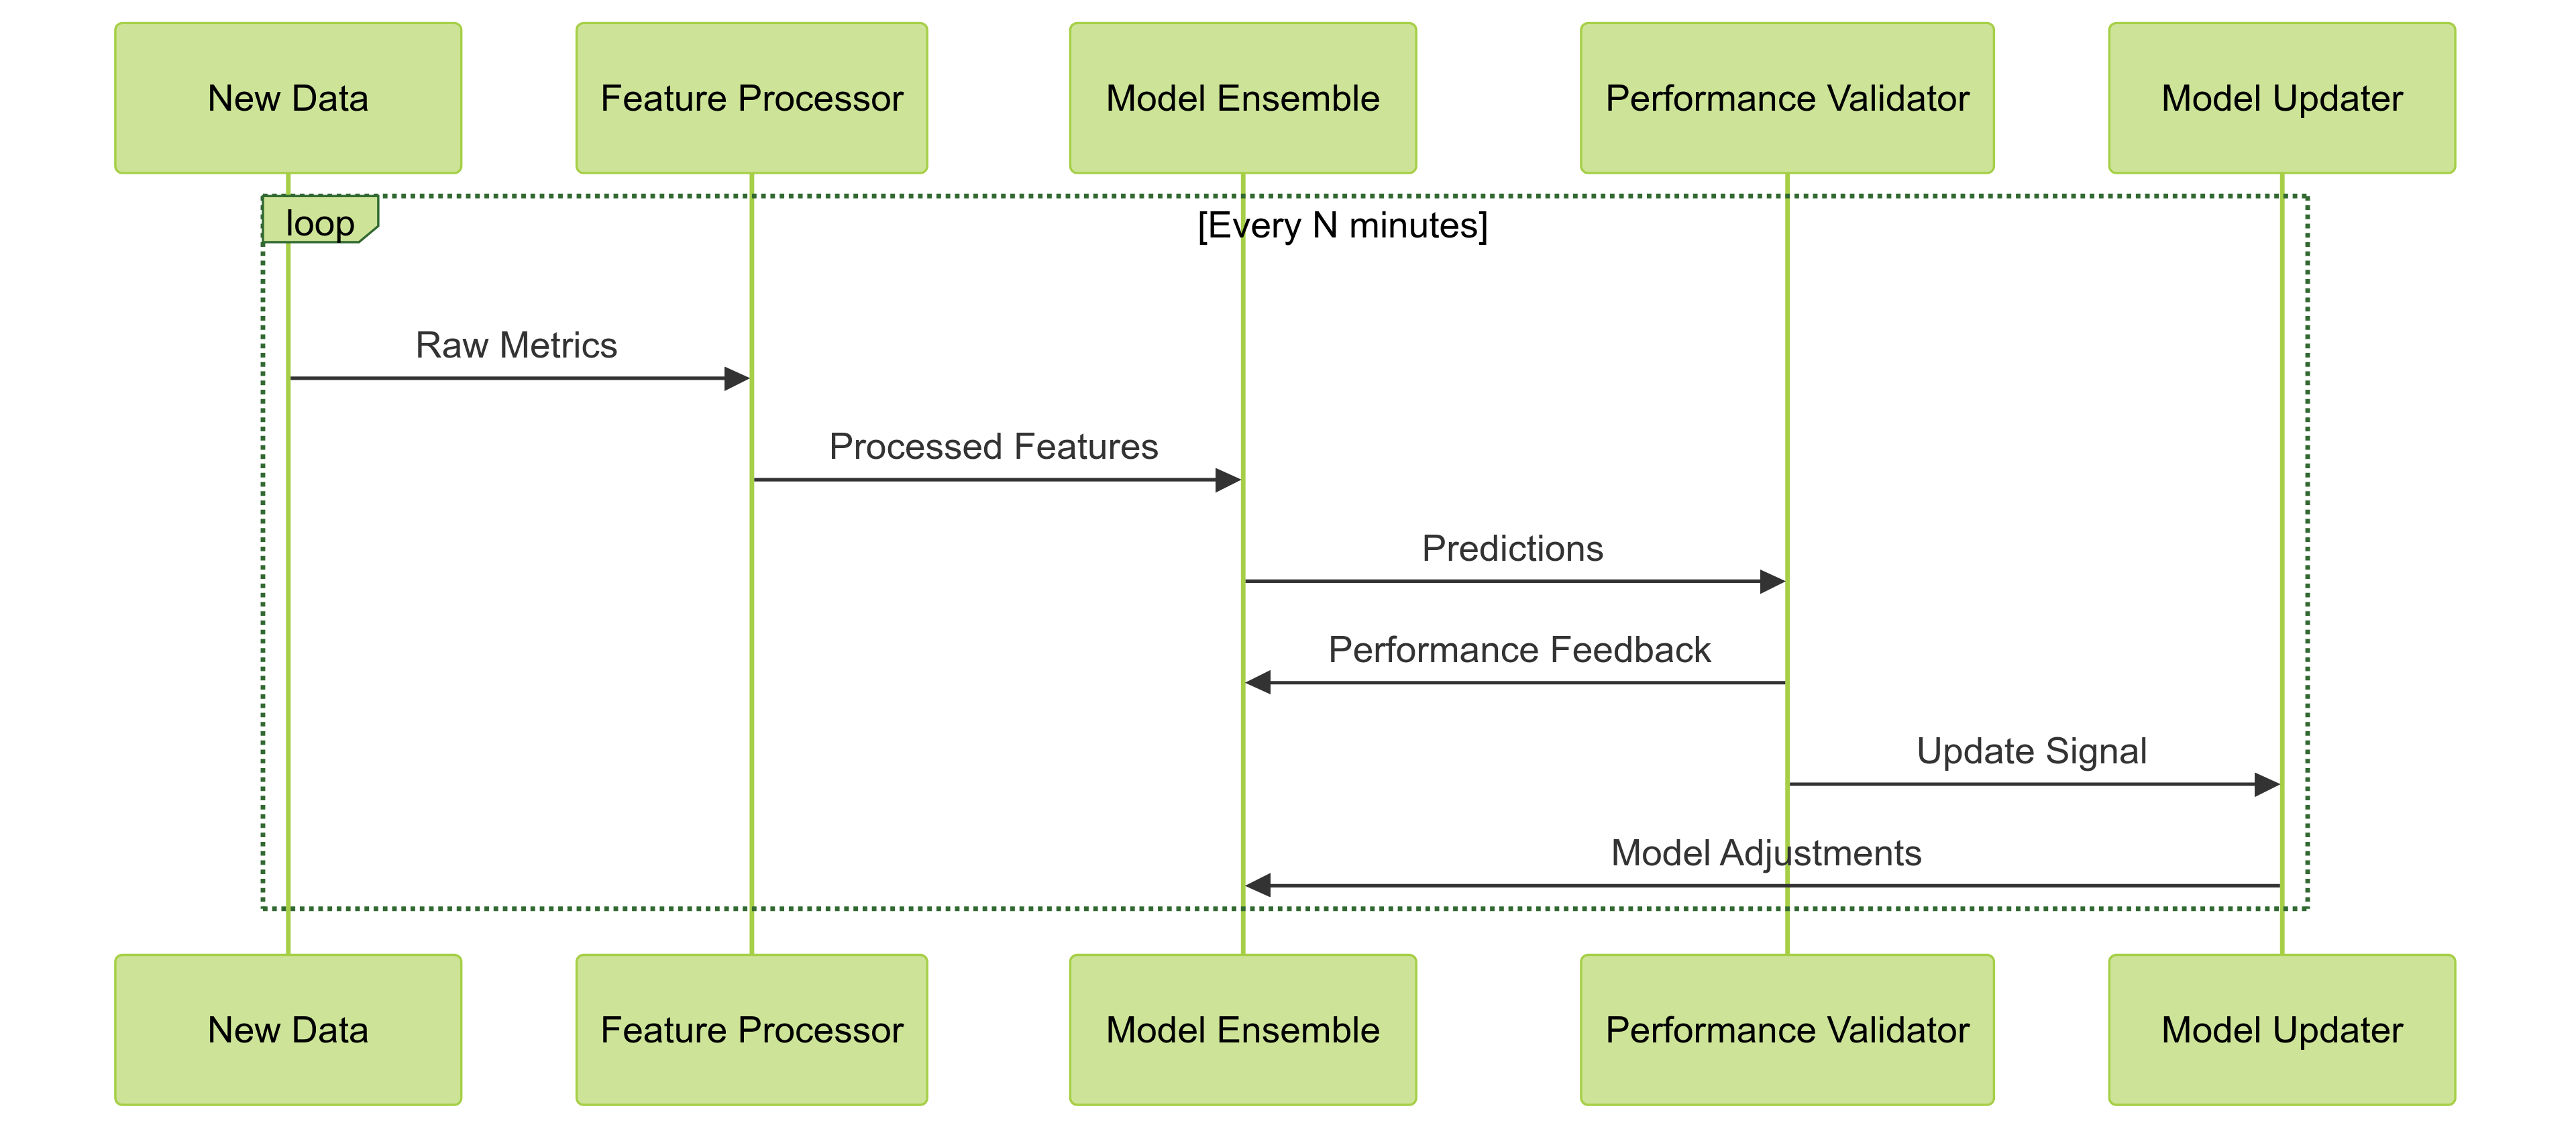 New Data
Feature Processor
Model Ensemble
Performance Validator
Model Updater
loop
[Every N minutes]
Raw Metrics
Processed Features
Predictions
Performance Feedback
Update Signal
Model Adjustments
New Data
Feature Processor
Model Ensemble
Performance Validator
Model Updater